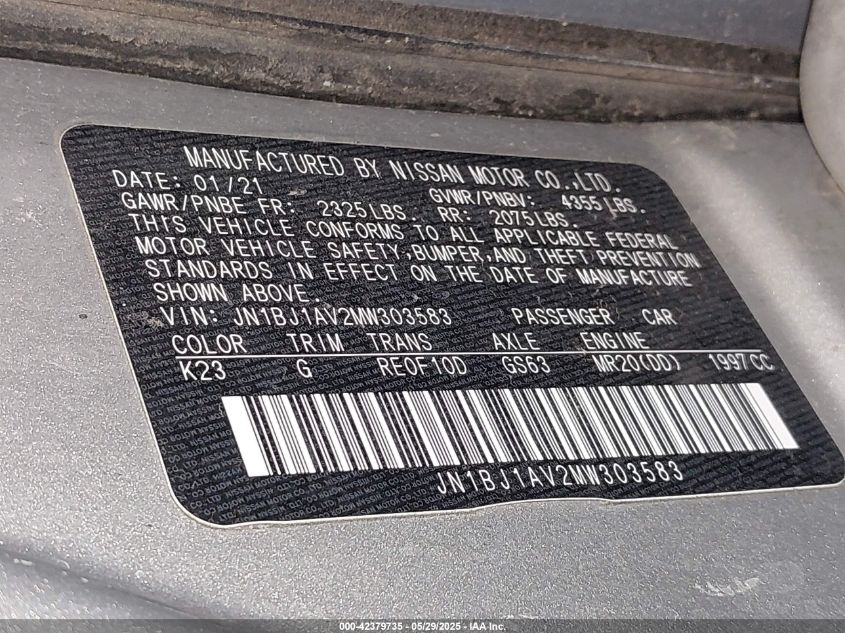 MANUFACTURED BY NISSAN MOTOR CO.,LTD.
DATE: 01/21 GVWR/PNBV: 4355LBS.
GAWR/PNBE FR: 2325LBS. RR: 2075LBS.
THIS VEHICLE CONFORMS TO ALL APPLICABLE FEDERAL
MOTOR VEHICLE SAFETY,BUMPER,AND THEFT PREVENTION
STANDARDS IN EFFECT ON THE DATE OF MANUFACTURE
SHOWN ABOVE.
VIN: JN1BJ1AV2MW303583 PASSENGER CAR
COLOR TRIM TRANS AXLE ENGINE
K23 G RE0F10D GS63 MR20(DD) 1997CC
JN1BJ1AV2MW303583
000-42379735 - 05/29/2025 - IAA Inc.